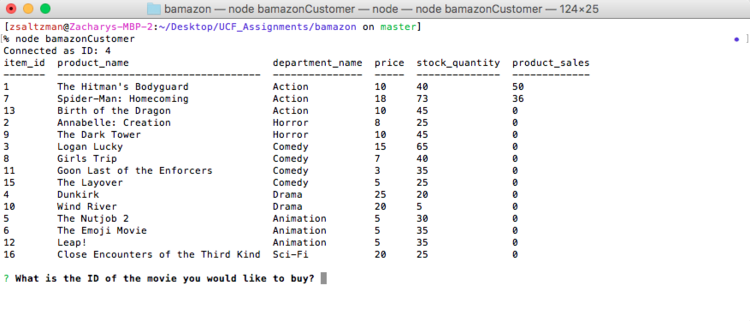 bamazon — node bamazonCustomer — node — node bamazonCustomer — 124×25
[zsaltzman@Zacharys-MBP-2:~/Desktop/UCF_Assignments/bamazon on master]
% node bamazonCustomer
Connected as ID: 4
item_id  product_name                      department_name  price  stock_quantity  product_sales
-------  --------------------------------  ---------------  -----  --------------  -------------
1        The Hitman's Bodyguard            Action           10     40              50
7        Spider-Man: Homecoming            Action           18     73              36
13       Birth of the Dragon               Action           10     45              0
2        Annabelle: Creation               Horror           8      25              0
9        The Dark Tower                    Horror           10     45              0
3        Logan Lucky                       Comedy           15     65              0
8        Girls Trip                        Comedy           7      40              0
11       Goon Last of the Enforcers        Comedy           3      35              0
15       The Layover                       Comedy           5      25              0
4        Dunkirk                           Drama            25     20              0
10       Wind River                        Drama            20     5               0
5        The Nutjob 2                      Animation        5      30              0
6        The Emoji Movie                   Animation        5      35              0
12       Leap!                             Animation        5      35              0
16       Close Encounters of the Third Kind  Sci-Fi         20     25              0
? What is the ID of the movie you would like to buy?